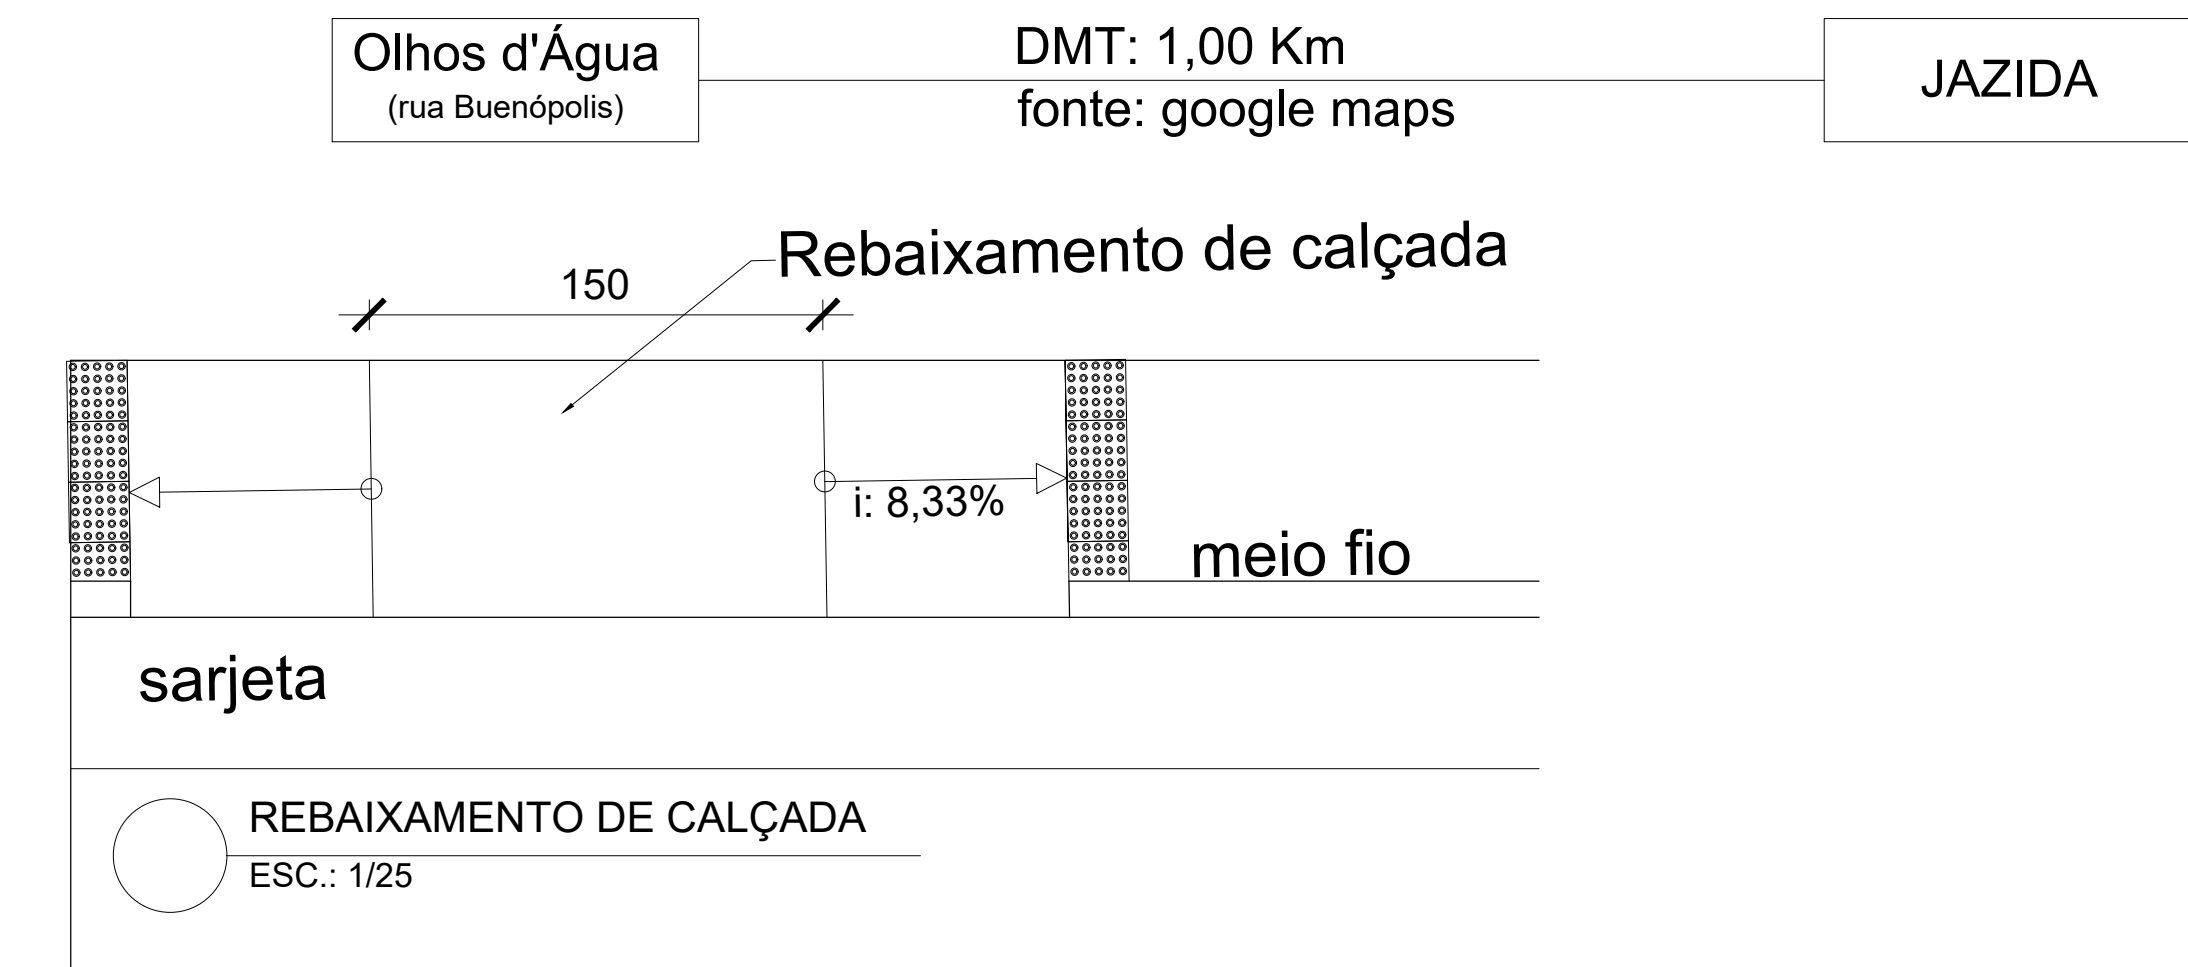 Olhos d'Água
(rua Buenópolis)
DMT: 1,00 Km
fonte: google maps
JAZIDA
Rebaixamento de calçada
150
i: 8,33%
meio fio
sarjeta
REBAIXAMENTO DE CALÇADA
ESC.: 1/25